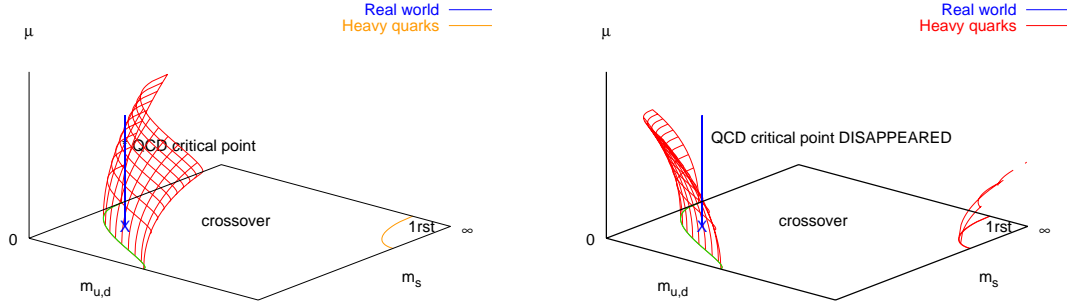 Real world
Heavy quarks
μ
QCD critical point
crossover
1rst
0
∞
m_{u,d}
m_s
Real world
Heavy quarks
μ
QCD critical point DISAPPEARED
crossover
1rst
0
∞
m_{u,d}
m_s
X
X